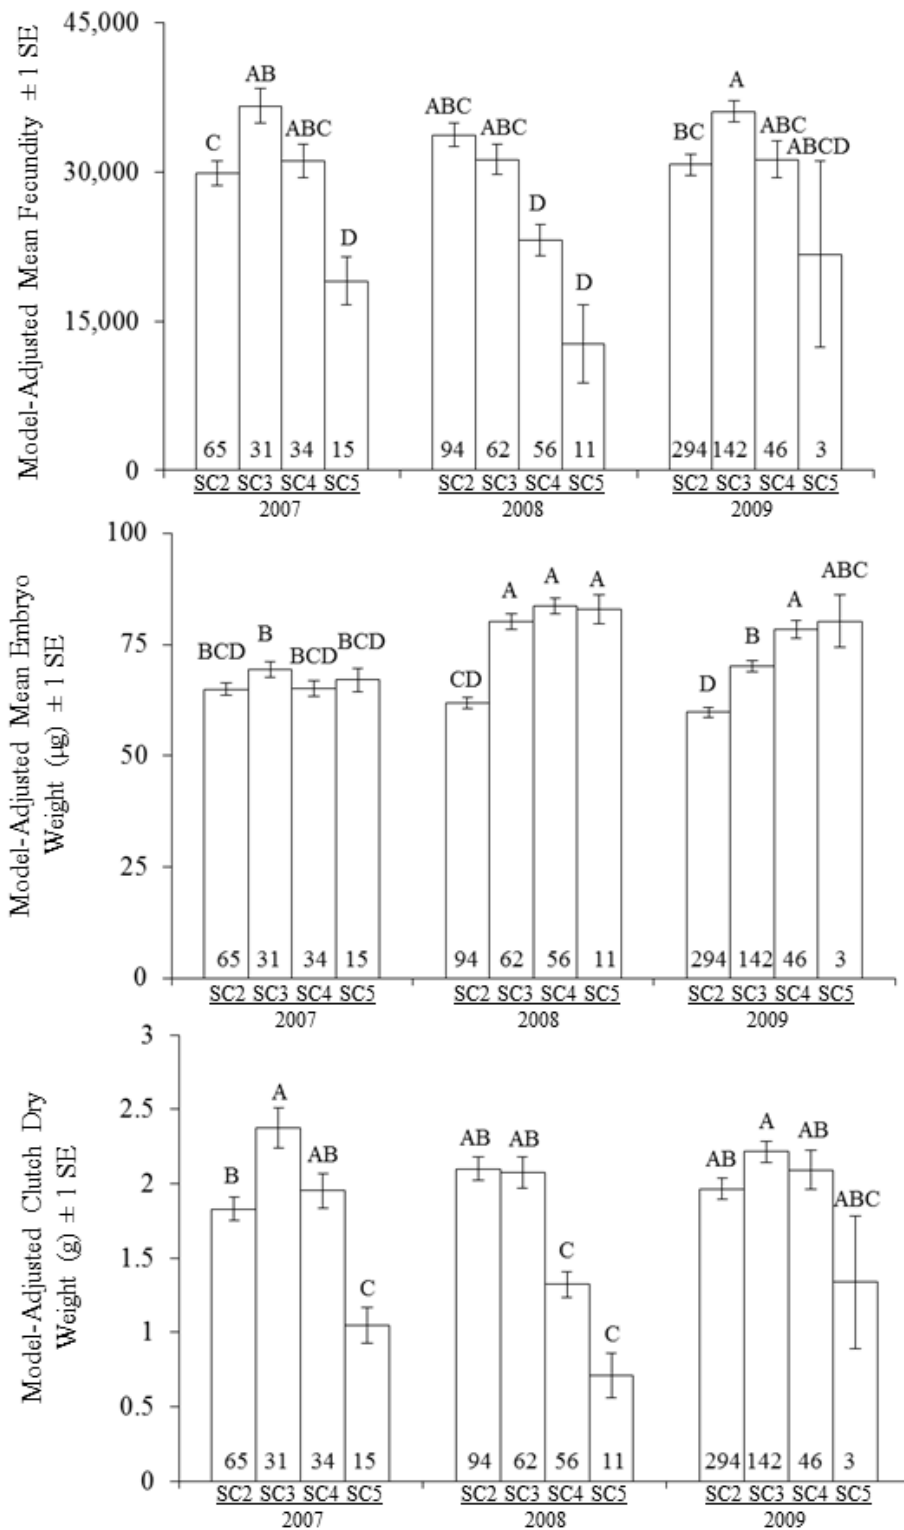 Model-Adjusted Mean Fecundity ± 1 SE
45,000
30,000
15,000
0
C AB ABC D
ABC ABC D D
BC A ABC ABCD
65 31 34 15 94 62 56 11 294 142 46 3
SC2 SC3 SC4 SC5 SC2 SC3 SC4 SC5 SC2 SC3 SC4 SC5
2007 2008 2009
Model-Adjusted Mean Embryo
Weight (µg) ± 1 SE
100
75
50
25
0
BCD B BCD BCD
CD A A A
D B A ABC
65 31 34 15 94 62 56 11 294 142 46 3
SC2 SC3 SC4 SC5 SC2 SC3 SC4 SC5 SC2 SC3 SC4 SC5
2007 2008 2009
Model-Adjusted Clutch Dry
Weight (g) ± 1 SE
3
2.5
2
1.5
1
0.5
0
B A AB C
AB AB C C
AB A AB ABC
65 31 34 15 94 62 56 11 294 142 46 3
SC2 SC3 SC4 SC5 SC2 SC3 SC4 SC5 SC2 SC3 SC4 SC5
2007 2008 2009